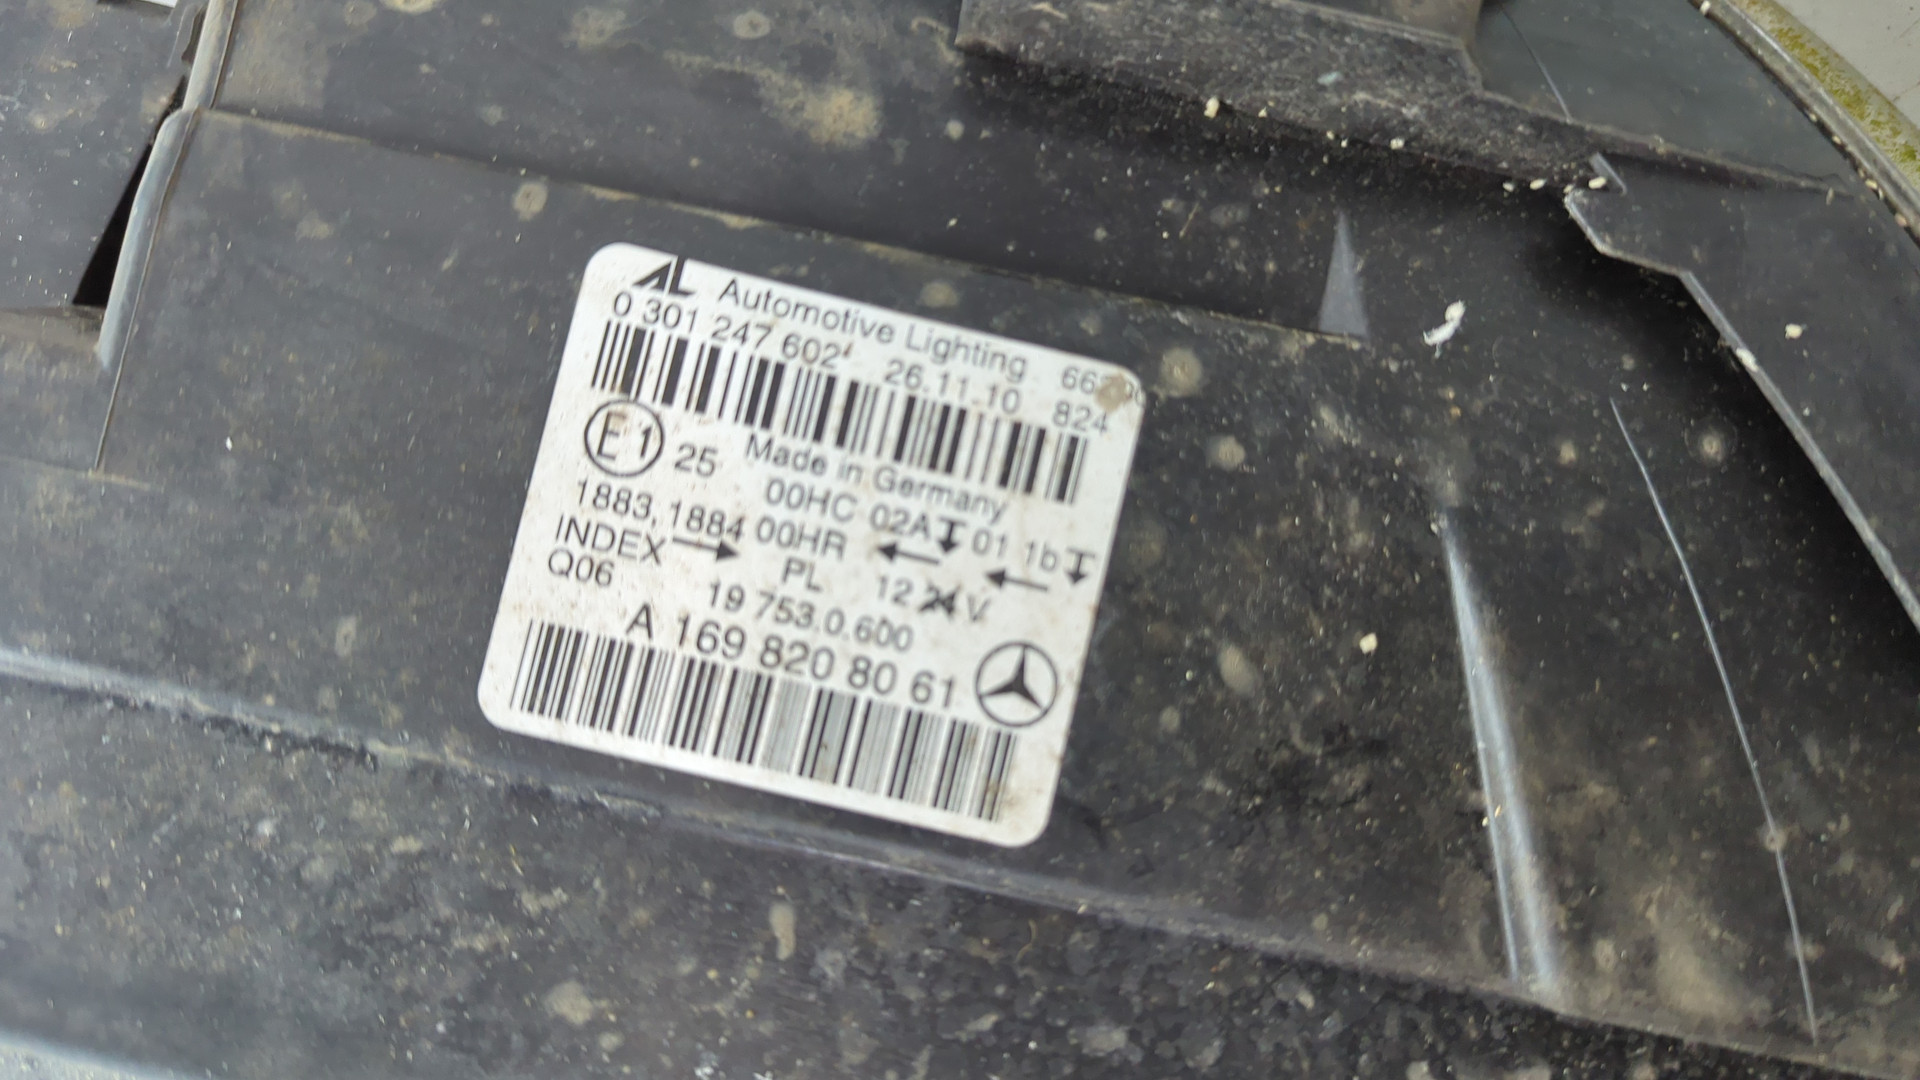 AL Automotive Lighting
0 301 247 602 26.11.10 824
E1 25 Made in Germany
00HC 02A 01 1b
1883, 1884 00HR
INDEX PL 12 24 V
Q06 19 753.0.600
A 169 820 80 61